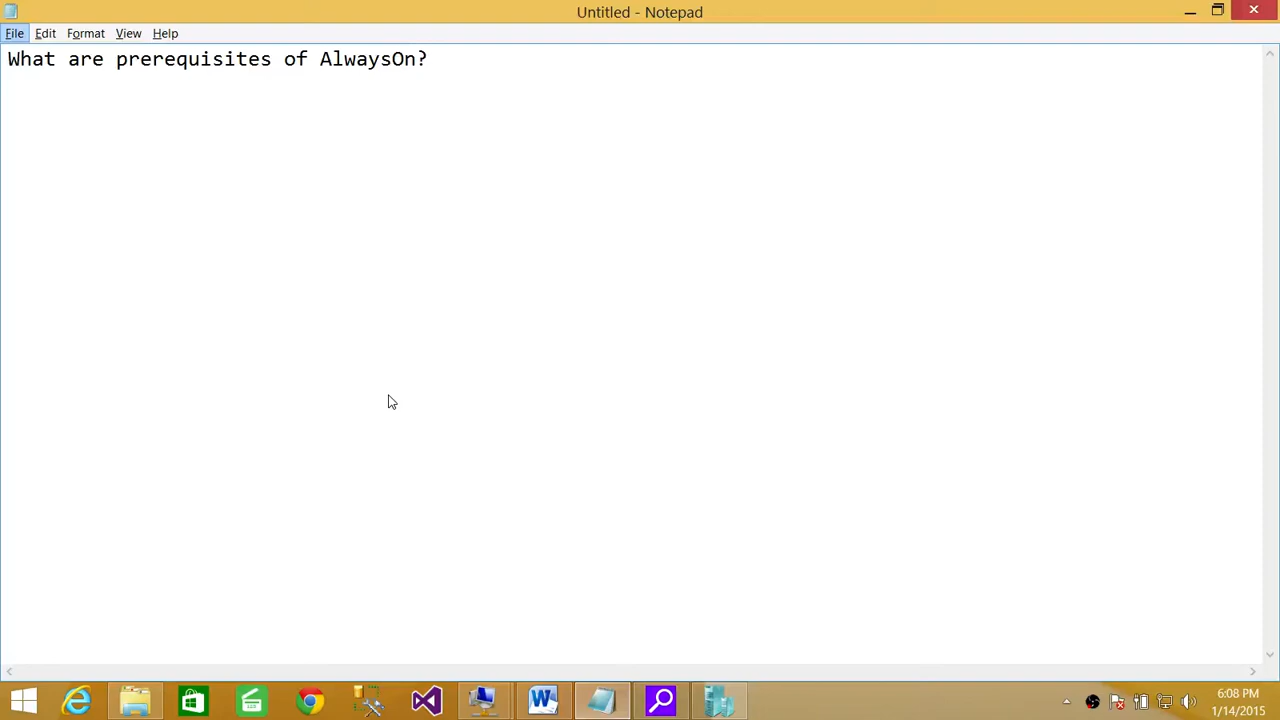 Untitled - Notepad
File Edit Format View Help
What are prerequisites of AlwaysOn?
6:08 PM
1/14/2015